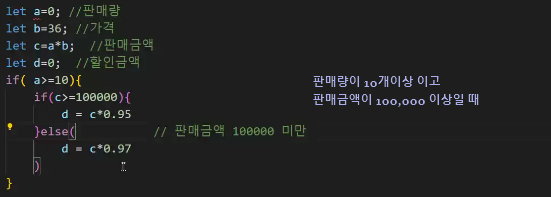 let a=0; //판매량
let b=36; //가격
let c=a*b;  //판매금액
let d=0;  //할인금액
if( a>=10){
판매량이 10개이상 이고
    if(c>=100000){
판매금액이 100,000 이상일 때
        d = c*0.95
    }else(          // 판매금액 100000 미만
        d = c*0.97
    )
}